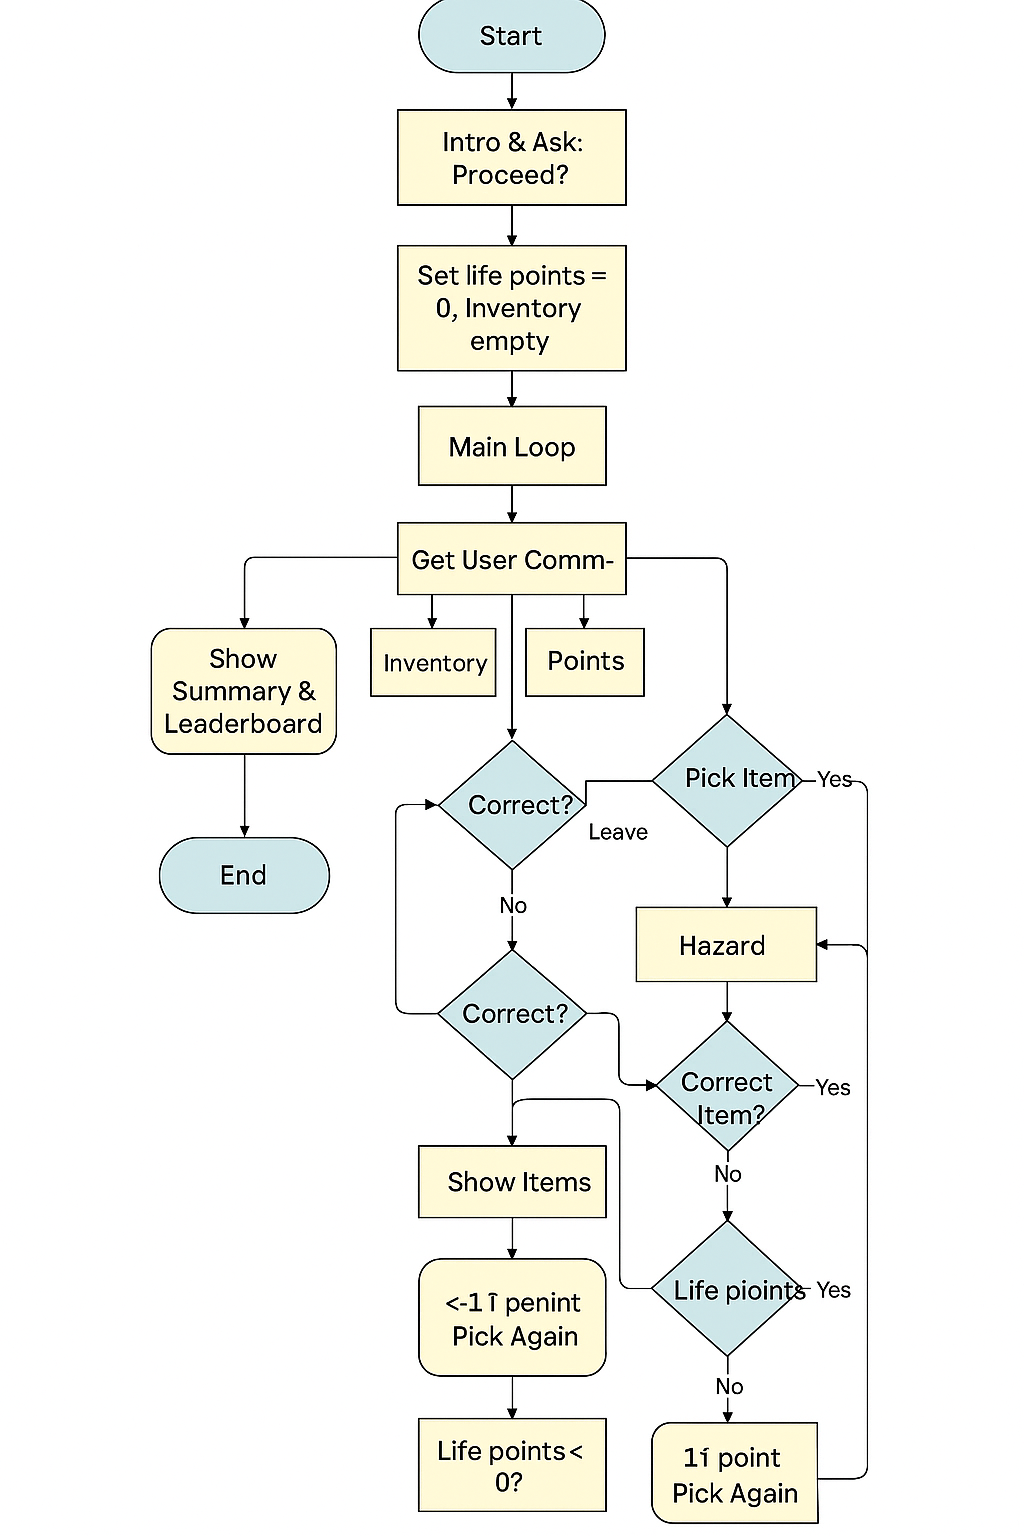 Start
Intro & Ask:
Proceed?
Set life points =
0, Inventory
empty
Main Loop
Get User Comm-
Show
Summary &
Leaderboard
Inventory
Points
Pick Item
Yes
Correct?
Leave
End
No
Hazard
Correct?
Correct
Item?
Yes
No
Show Items
Life pioints
Yes
<-1 î penint
Pick Again
No
Life points<
0?
1í point
Pick Again